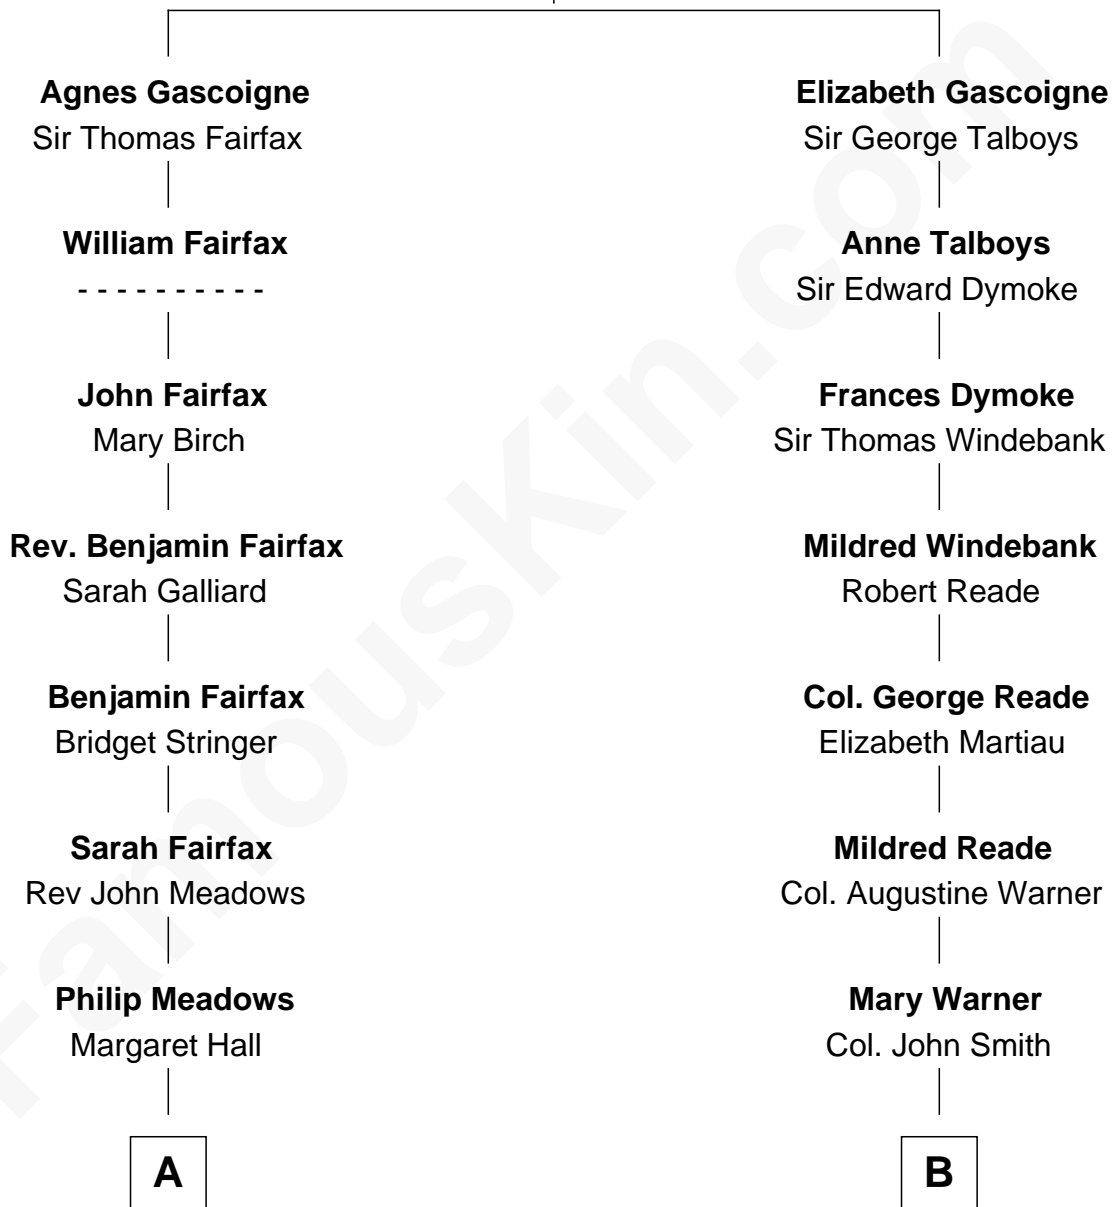 Agnes Gascoigne
Sir Thomas Fairfax
William Fairfax
- - - - - - - - - -
John Fairfax
Mary Birch
Rev. Benjamin Fairfax
Sarah Galliard
Benjamin Fairfax
Bridget Stringer
Sarah Fairfax
Rev John Meadows
Philip Meadows
Margaret Hall
A
Elizabeth Gascoigne
Sir George Talboys
Anne Talboys
Sir Edward Dymoke
Frances Dymoke
Sir Thomas Windebank
Mildred Windebank
Robert Reade
Col. George Reade
Elizabeth Martiau
Mildred Reade
Col. Augustine Warner
Mary Warner
Col. John Smith
B
FamousKin.com